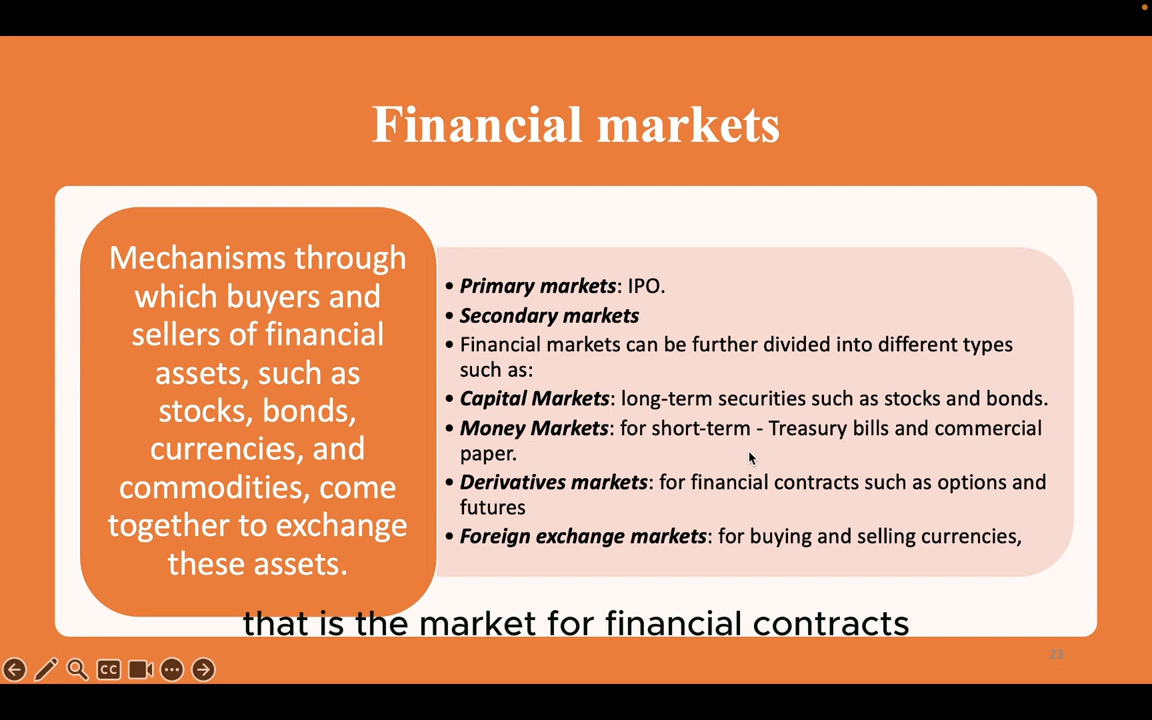 Financial markets
Mechanisms through
which buyers and
sellers of financial
assets, such as
stocks, bonds,
currencies, and
commodities, come
together to exchange
these assets.
• Primary markets: IPO.
• Secondary markets
• Financial markets can be further divided into different types
such as:
• Capital Markets: long-term securities such as stocks and bonds.
• Money Markets: for short-term - Treasury bills and commercial
paper.
• Derivatives markets: for financial contracts such as options and
futures
• Foreign exchange markets: for buying and selling currencies,
that is the market for financial contracts
23
CC